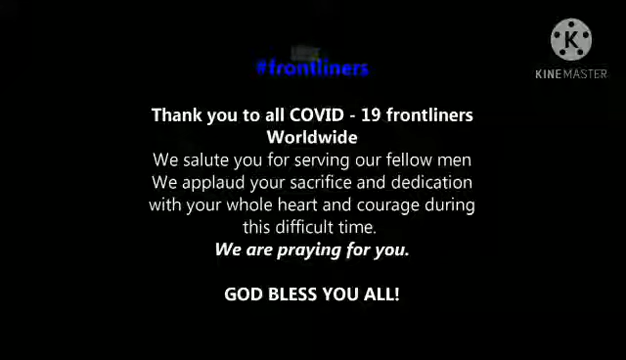 #frontliners
KINEMASTER
Thank you to all COVID - 19 frontliners
Worldwide
We salute you for serving our fellow men
We applaud your sacrifice and dedication
with your whole heart and courage during
this difficult time.
We are praying for you.
GOD BLESS YOU ALL!